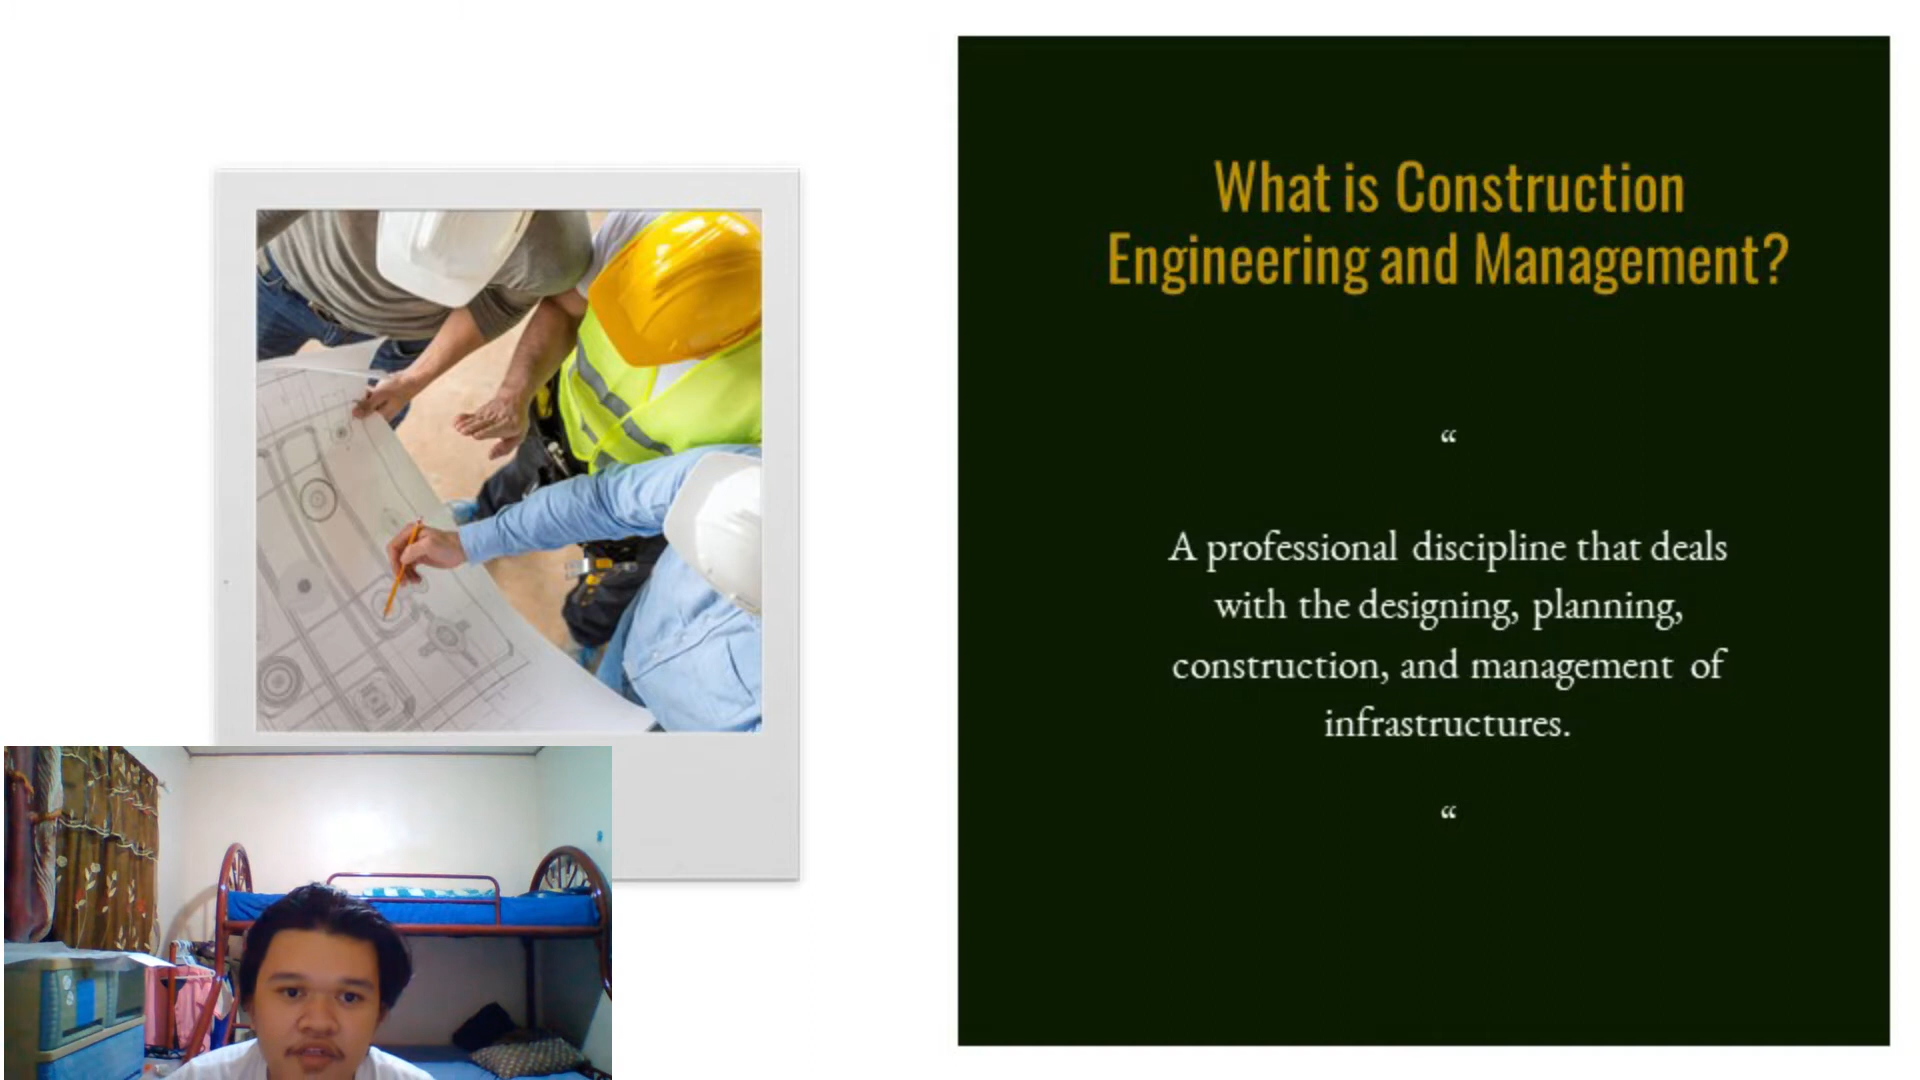 What is Construction
Engineering and Management?
“
A professional discipline that deals
with the designing, planning,
construction, and management of
infrastructures.
“